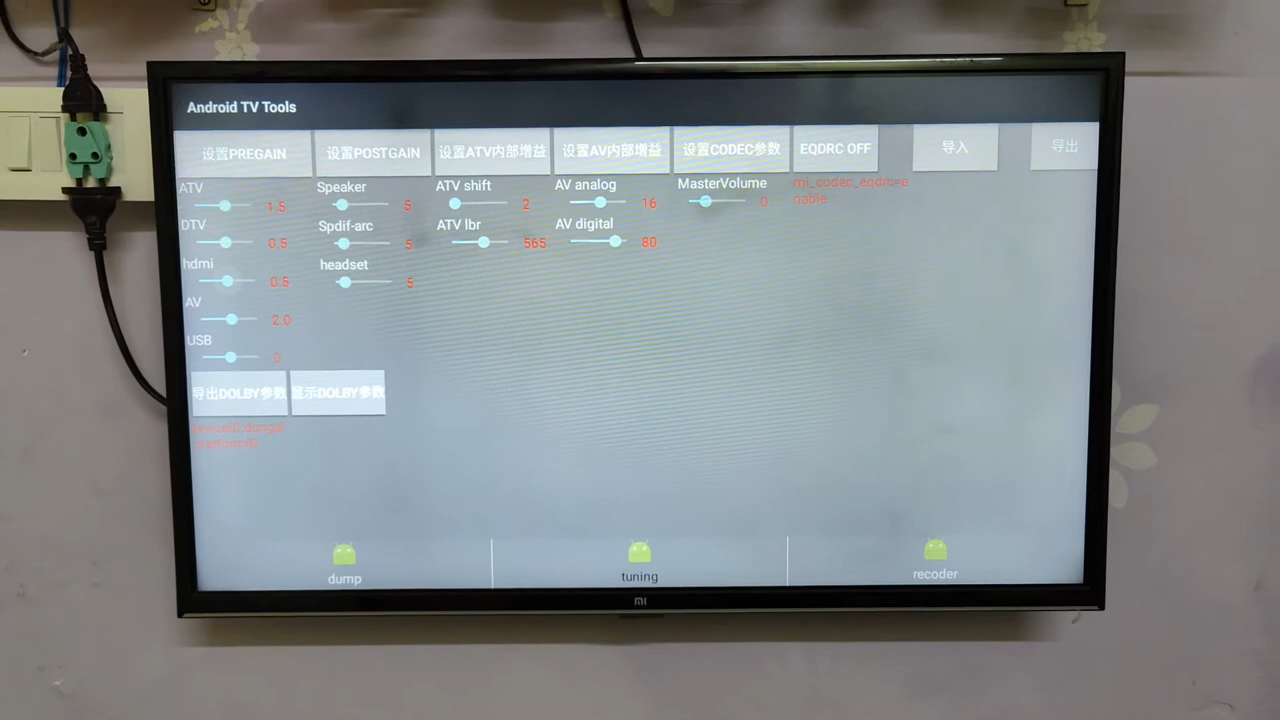 Android TV Tools
设置PREGAIN 设置POSTGAIN 设置ATV内部增益 设置AV内部增益 设置CODEC参数 EQDRC OFF 导入 导出
ATV Speaker ATV shift AV analog MasterVolume mi_codec_eqdrc=e
1.5 5 2 16 0 nable
DTV Spdif-arc ATV lbr AV digital
0.5 5 565 80
hdmi headset
0.5 5
AV
2.0
USB
0
导出DOLBY参数 显示DOLBY参数
dump tuning recoder
mi